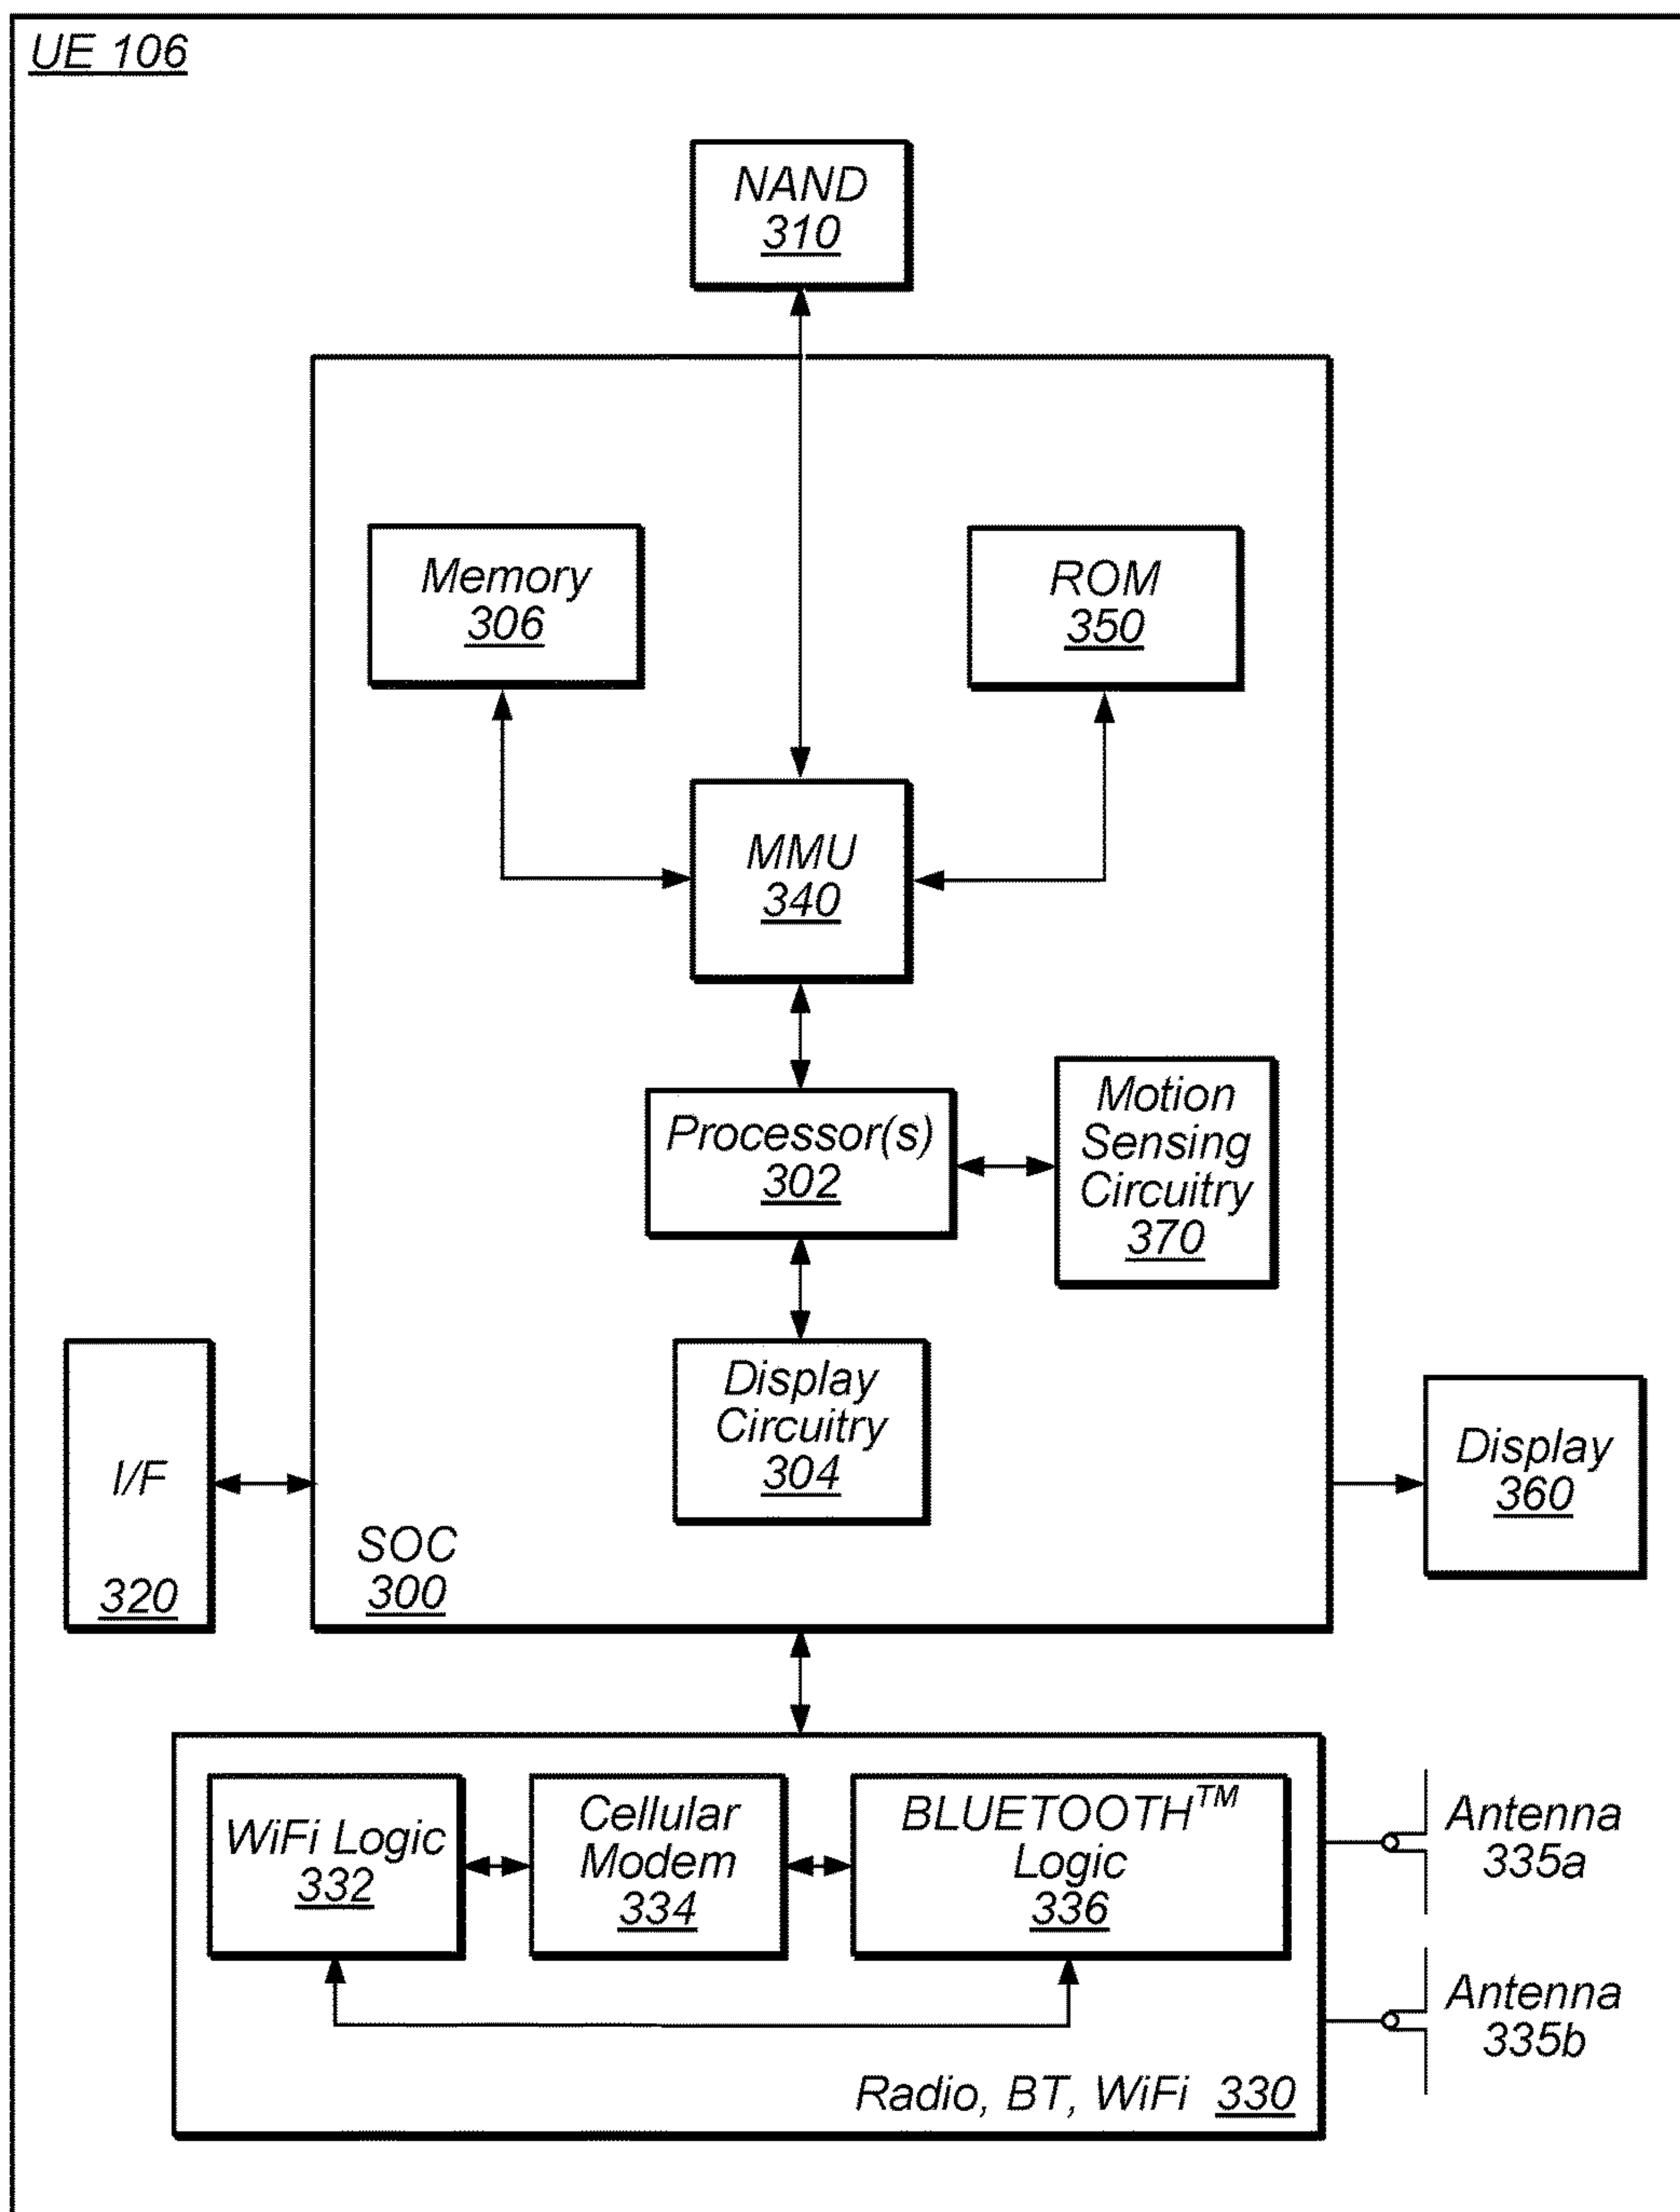 UE 106
NAND
310
Memory
306
ROM
350
MMU
340
Processor(s)
302
Motion
Sensing
Circuitry
370
Display
Circuitry
304
I/F
320
SOC
300
Display
360
WiFi Logic
332
Cellular
Modem
334
BLUETOOTH™
Logic
336
Antenna
335a
Antenna
335b
Radio, BT, WiFi 330